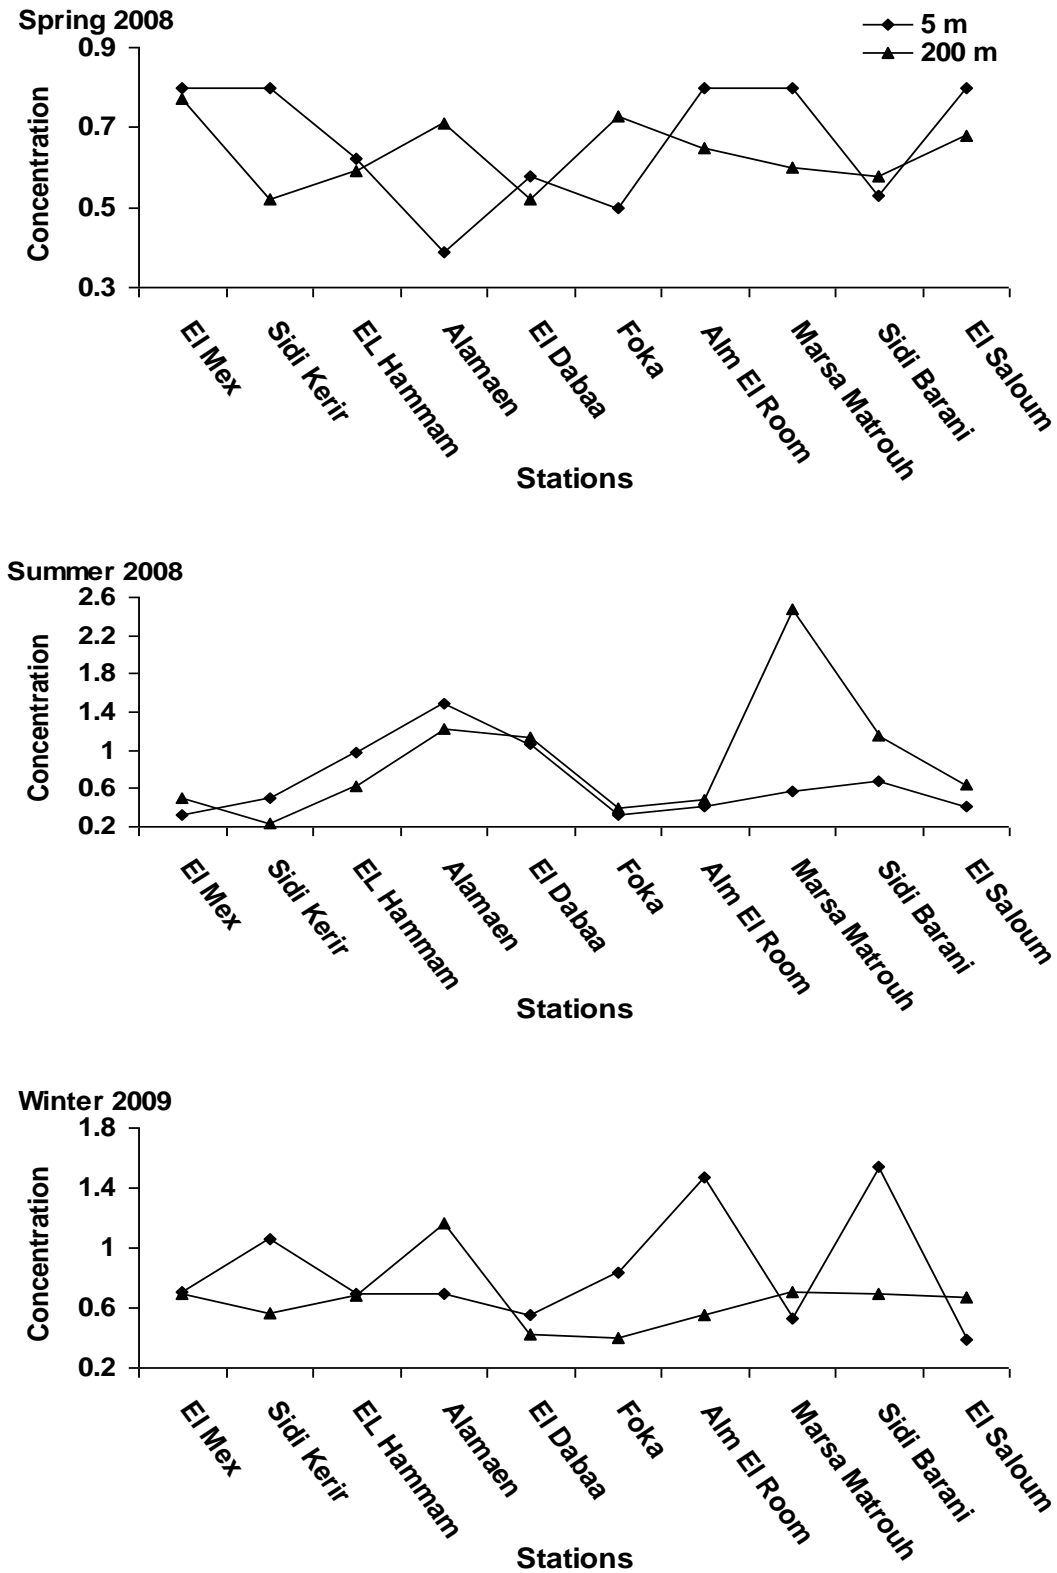 Spring 2008
5 m
200 m
0.9
0.7
0.5
0.3
Concentration
El Mex
Sidi Kerir
EL Hammam
Alamaen
El Dabaa
Foka
Alm El Room
Marsa Matrouh
Sidi Barani
El Saloum
Stations
Summer 2008
2.6
2.2
1.8
1.4
1
0.6
0.2
Concentration
El Mex
Sidi Kerir
EL Hammam
Alamaen
El Dabaa
Foka
Alm El Room
Marsa Matrouh
Sidi Barani
El Saloum
Stations
Winter 2009
1.8
1.4
1
0.6
0.2
Concentration
El Mex
Sidi Kerir
EL Hammam
Alamaen
El Dabaa
Foka
Alm El Room
Marsa Matrouh
Sidi Barani
El Saloum
Stations